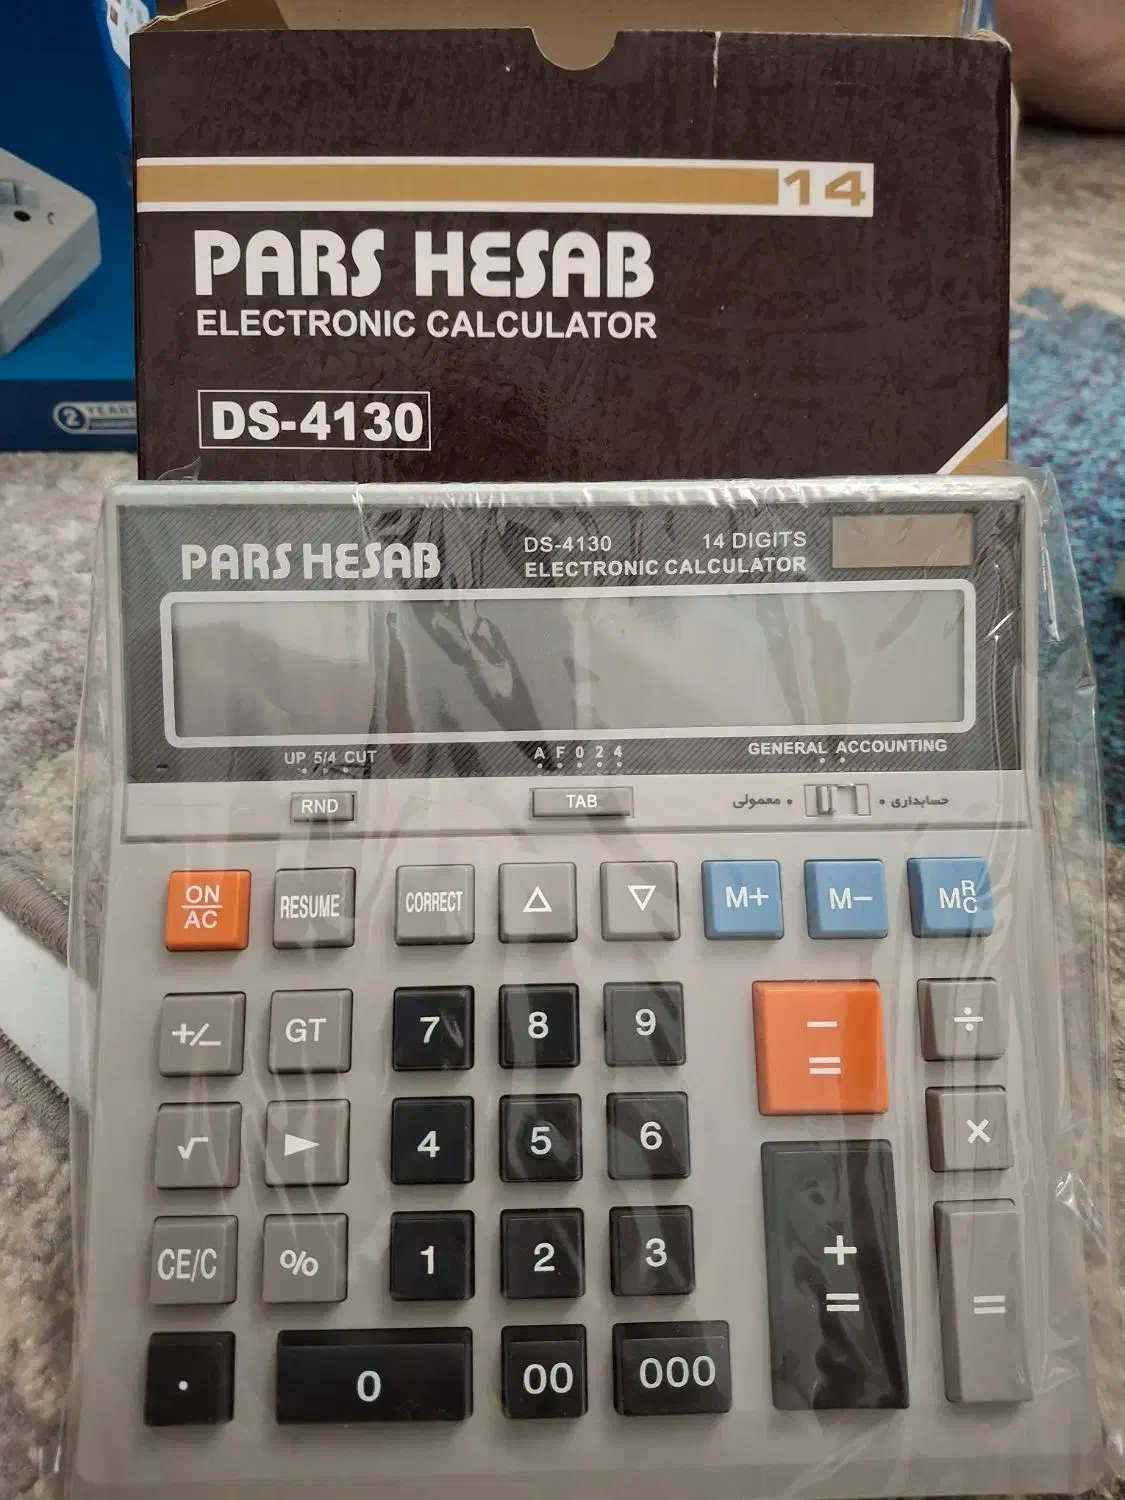 14
PARS HESAB
ELECTRONIC CALCULATOR
DS-4130
2 YEARS
PARS HESAB
DS-4130 14 DIGITS
ELECTRONIC CALCULATOR
UP 5/4 CUT
A F 0 2 4
GENERAL ACCOUNTING
RND
TAB
معمولی • • حسابداری
ON/AC RESUME CORRECT △ ▽ M+ M− MRC
+/− GT 7 8 9 − = ÷
√ ▶ 4 5 6 ×
CE/C % 1 2 3 + = =
. 0 00 000